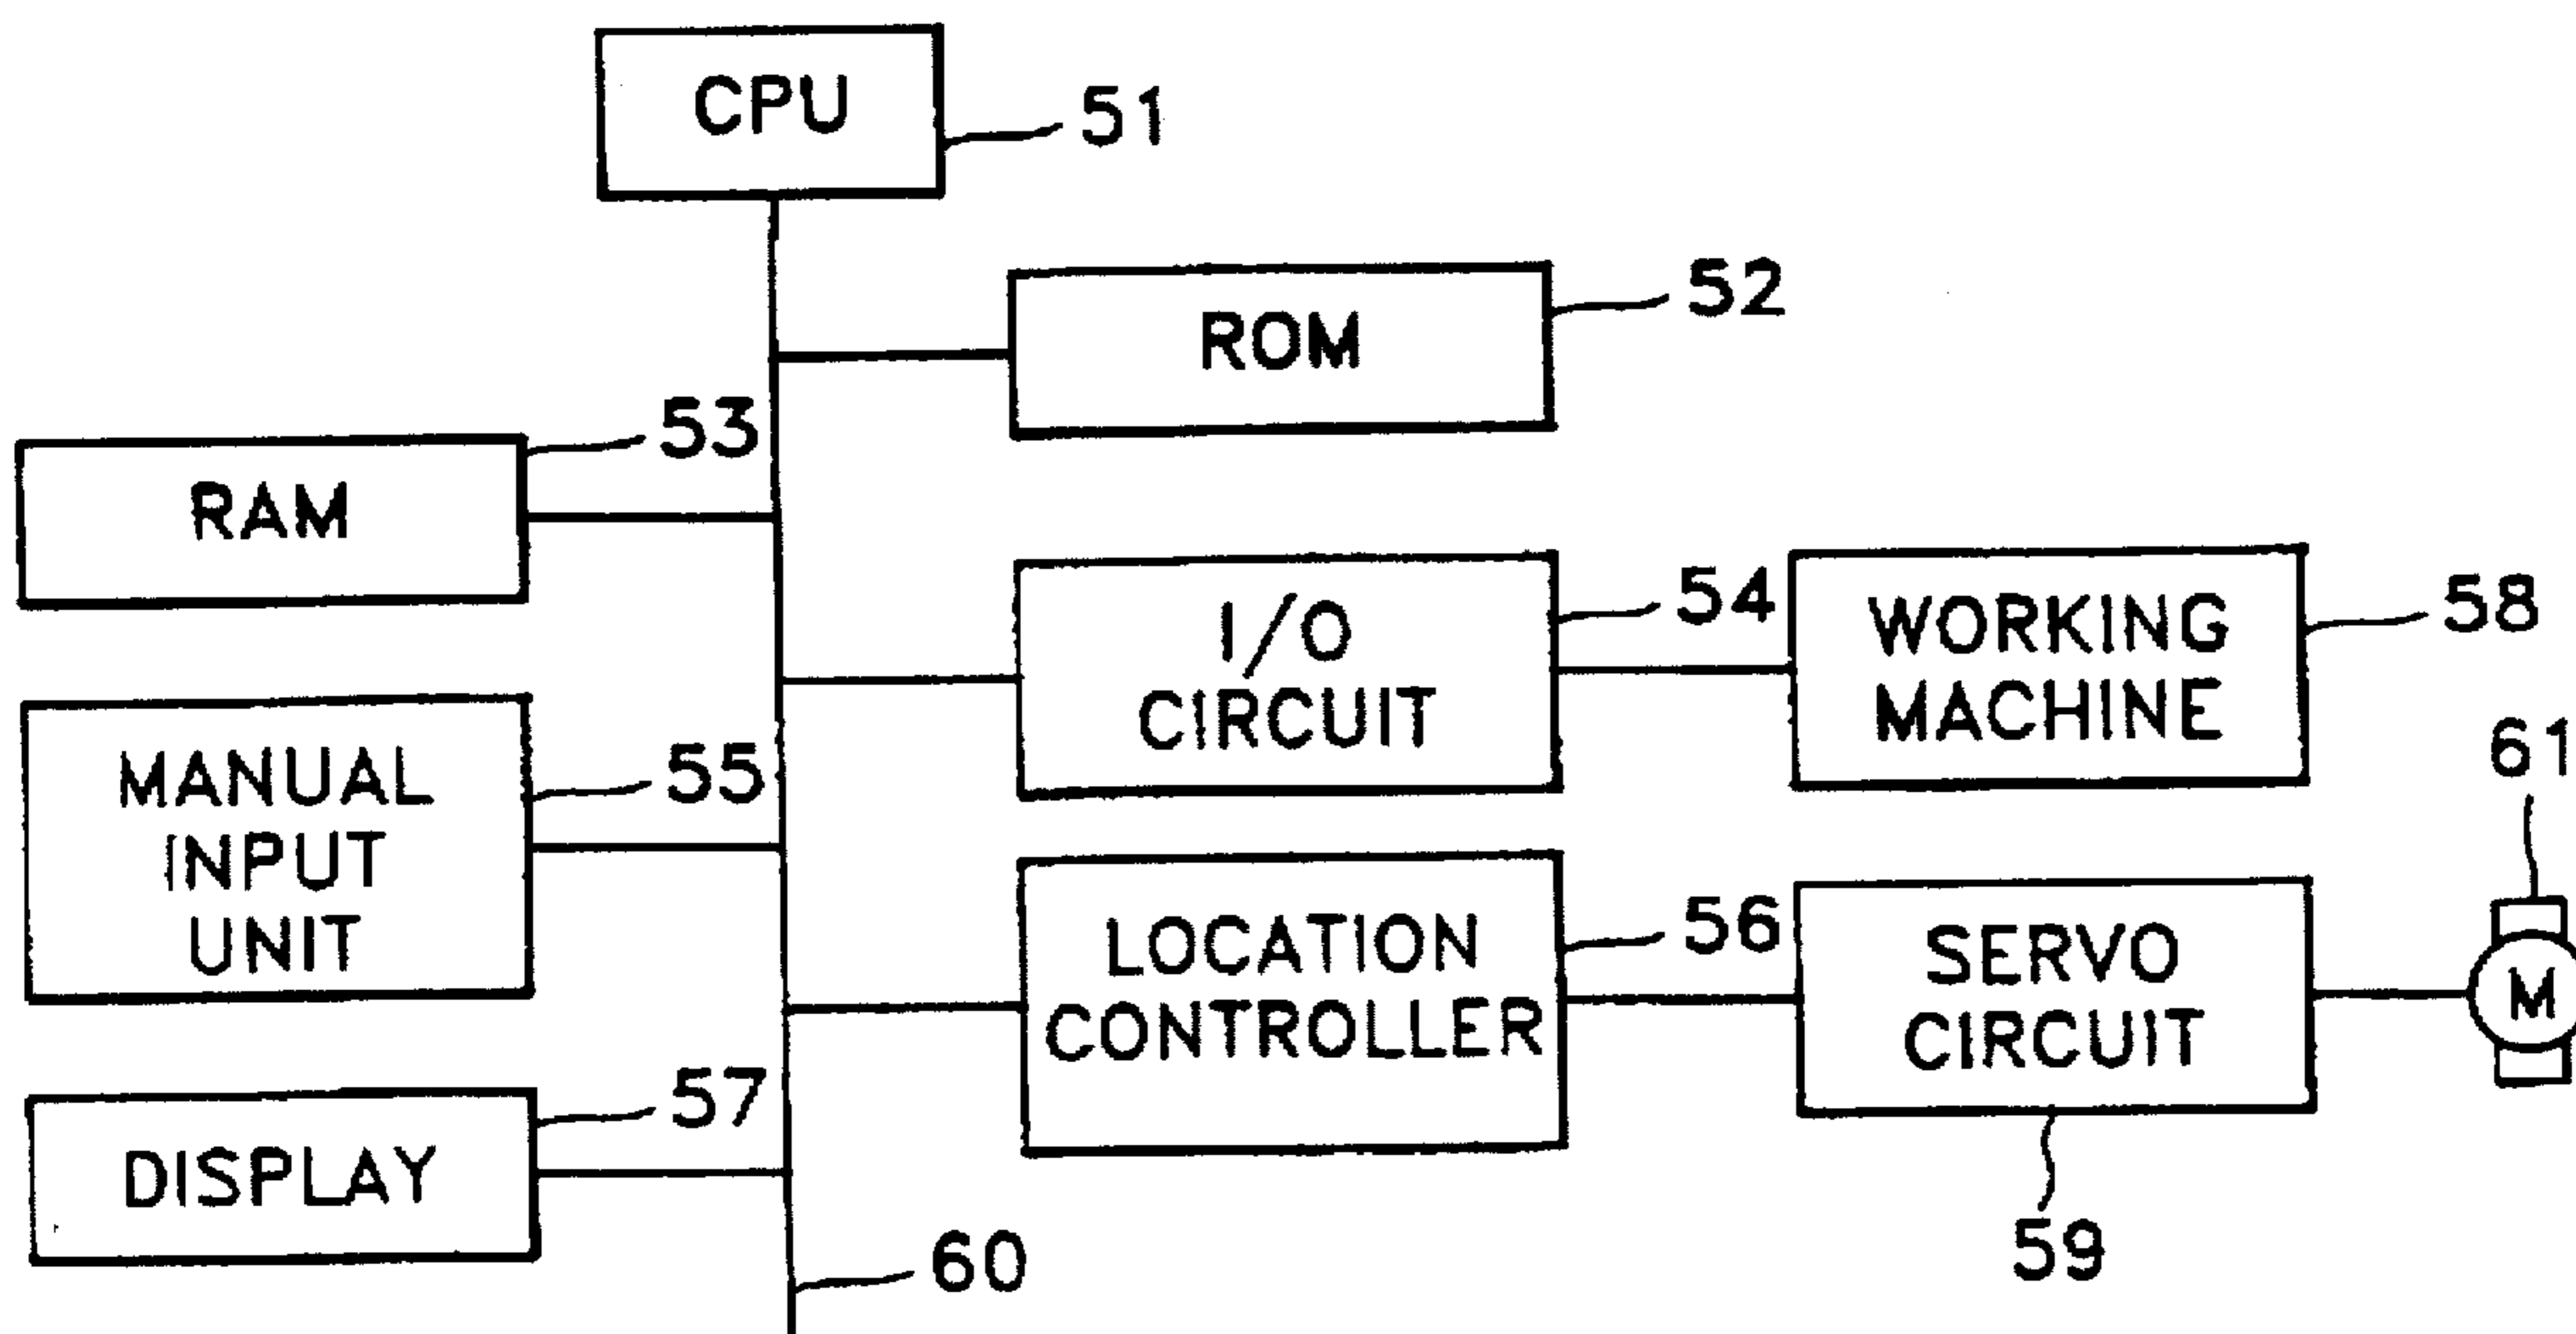 CPU
51
ROM
52
53
RAM
I/O
CIRCUIT
54
WORKING
MACHINE
58
MANUAL
INPUT
UNIT
55
61
LOCATION
CONTROLLER
56
SERVO
CIRCUIT
M
59
57
DISPLAY
60